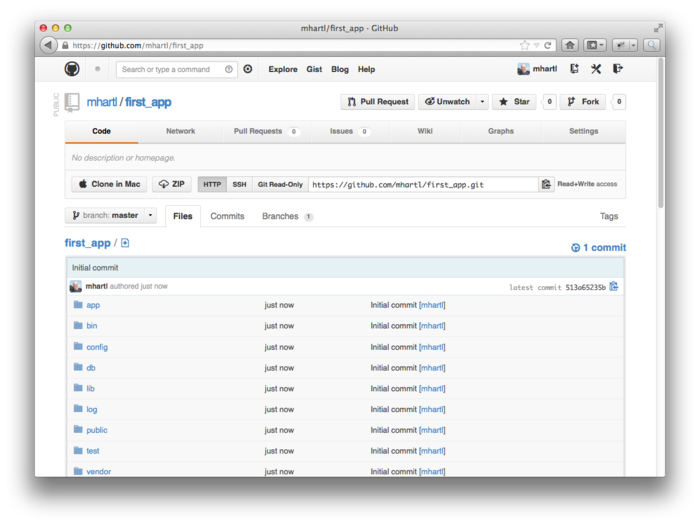 mhartl/first_app · GitHub
https://github.com/mhartl/first_app
Search or type a command
Explore Gist Blog Help
mhartl
PUBLIC
mhartl / first_app
Pull Request Unwatch Star 0 Fork 0
Code Network Pull Requests 0 Issues 0 Wiki Graphs Settings
No description or homepage.
Clone in Mac ZIP HTTP SSH Git Read-Only https://github.com/mhartl/first_app.git Read+Write access
branch: master Files Commits Branches 1 Tags
first_app / 1 commit
Initial commit
mhartl authored just now latest commit 513a65235b
app just now Initial commit [mhartl]
bin just now Initial commit [mhartl]
config just now Initial commit [mhartl]
db just now Initial commit [mhartl]
lib just now Initial commit [mhartl]
log just now Initial commit [mhartl]
public just now Initial commit [mhartl]
test just now Initial commit [mhartl]
vendor just now Initial commit [mhartl]